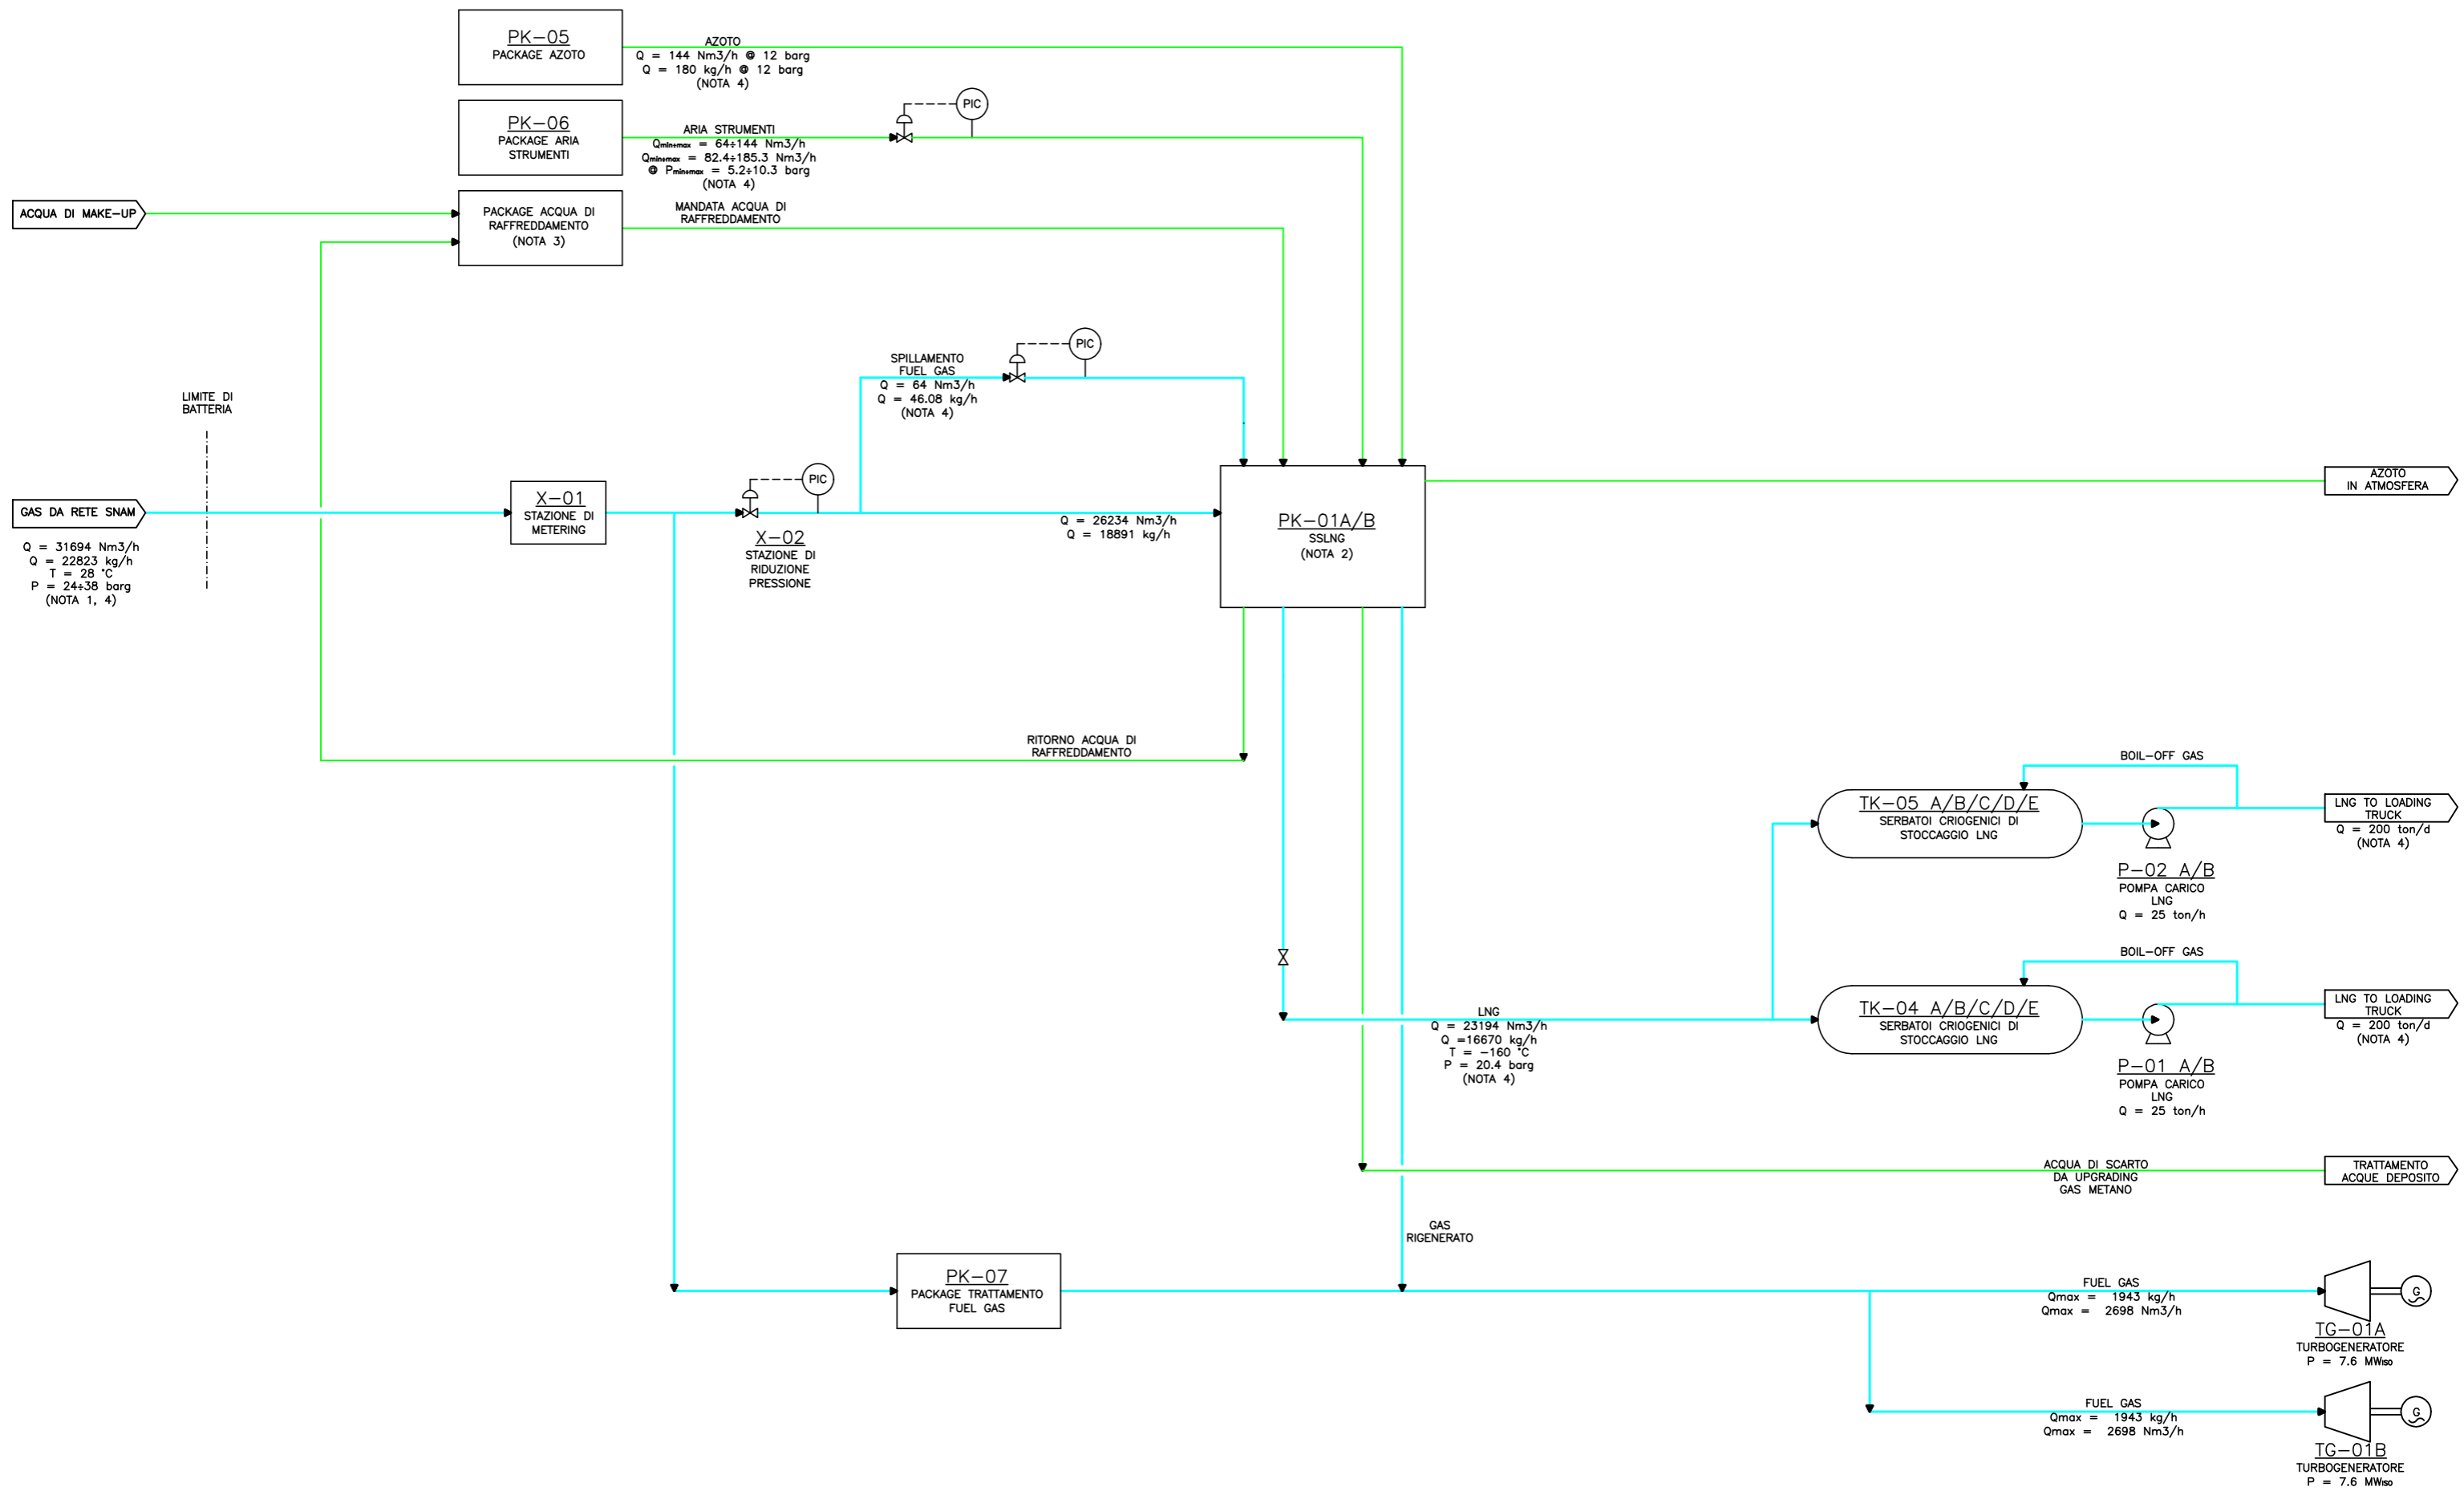 PK-05
PACKAGE AZOTO
AZOTO
Q = 144 Nm3/h @ 12 barg
Q = 180 kg/h @ 12 barg
(NOTA 4)
PK-06
PACKAGE ARIA
STRUMENTI
ARIA STRUMENTI
Qmin÷max = 64÷144 Nm3/h
Qmin÷max = 82.4÷185.3 Nm3/h
@ Pmin÷max = 5.2÷10.3 barg
(NOTA 4)
PIC
ACQUA DI MAKE-UP
PACKAGE ACQUA DI
RAFFREDDAMENTO
(NOTA 3)
MANDATA ACQUA DI
RAFFREDDAMENTO
SPILLAMENTO
FUEL GAS
Q = 64 Nm3/h
Q = 46.08 kg/h
(NOTA 4)
PIC
LIMITE DI
BATTERIA
GAS DA RETE SNAM
Q = 31694 Nm3/h
Q = 22823 kg/h
T = 28 °C
P = 24÷38 barg
(NOTA 1, 4)
X-01
STAZIONE DI
METERING
PIC
X-02
STAZIONE DI
RIDUZIONE
PRESSIONE
Q = 26234 Nm3/h
Q = 18891 kg/h
PK-01A/B
SSLNG
(NOTA 2)
AZOTO
IN ATMOSFERA
RITORNO ACQUA DI
RAFFREDDAMENTO
BOIL-OFF GAS
TK-05 A/B/C/D/E
SERBATOI CRIOGENICI DI
STOCCAGGIO LNG
P-02 A/B
POMPA CARICO
LNG
Q = 25 ton/h
LNG TO LOADING
TRUCK
Q = 200 ton/d
(NOTA 4)
BOIL-OFF GAS
TK-04 A/B/C/D/E
SERBATOI CRIOGENICI DI
STOCCAGGIO LNG
P-01 A/B
POMPA CARICO
LNG
Q = 25 ton/h
LNG TO LOADING
TRUCK
Q = 200 ton/d
(NOTA 4)
LNG
Q = 23194 Nm3/h
Q =16670 kg/h
T = -160 °C
P = 20.4 barg
(NOTA 4)
ACQUA DI SCARTO
DA UPGRADING
GAS METANO
TRATTAMENTO
ACQUE DEPOSITO
GAS
RIGENERATO
PK-07
PACKAGE TRATTAMENTO
FUEL GAS
FUEL GAS
Qmax = 1943 kg/h
Qmax = 2698 Nm3/h
G
TG-01A
TURBOGENERATORE
P = 7.6 MWiso
FUEL GAS
Qmax = 1943 kg/h
Qmax = 2698 Nm3/h
G
TG-01B
TURBOGENERATORE
P = 7.6 MWiso